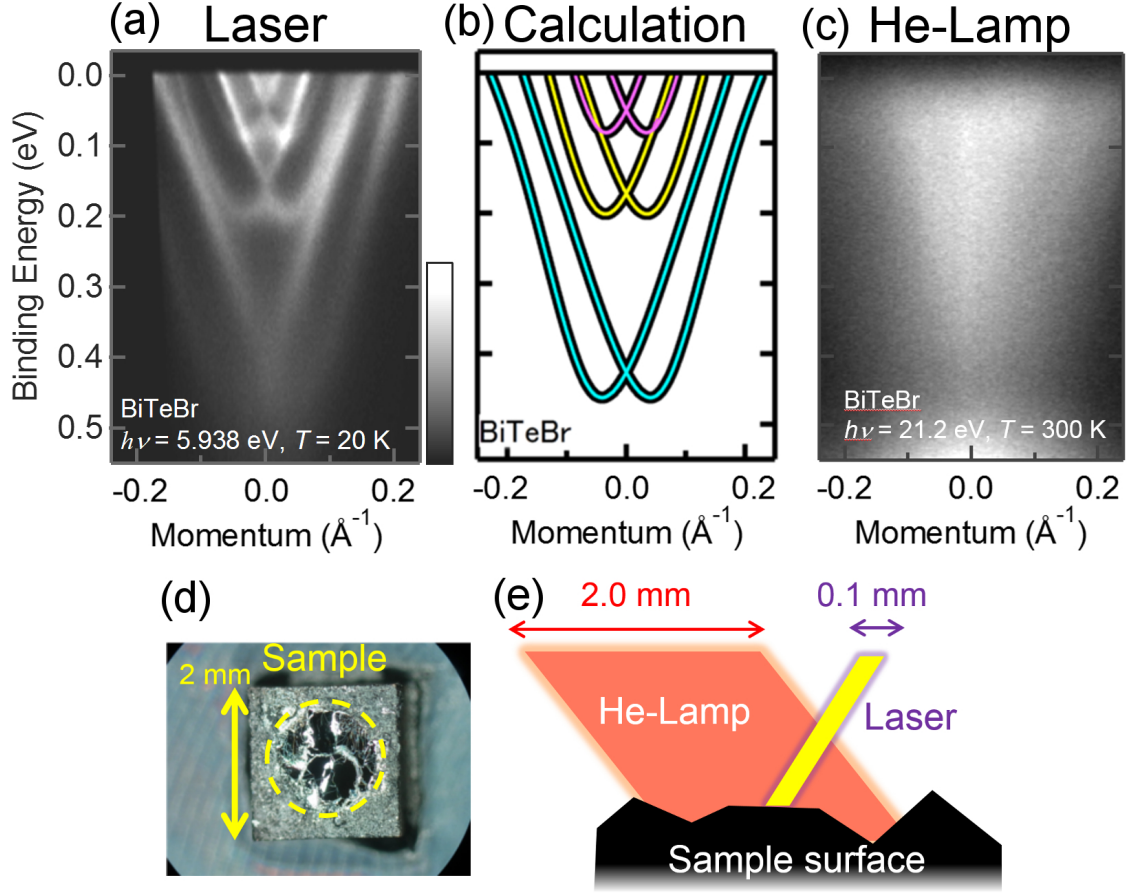 (a) Laser
0.0
0.1
0.2
0.3
0.4
0.5
Binding Energy (eV)
BiTeBr
hν = 5.938 eV, T = 20 K
-0.2 0.0 0.2
Momentum (Å⁻¹)
(b) Calculation
BiTeBr
-0.2 0.0 0.2
Momentum (Å⁻¹)
(c) He-Lamp
BiTeBr
hν = 21.2 eV, T = 300 K
-0.2 0.0 0.2
Momentum (Å⁻¹)
(d)
Sample
2 mm
(e)
2.0 mm
0.1 mm
He-Lamp
Laser
Sample surface